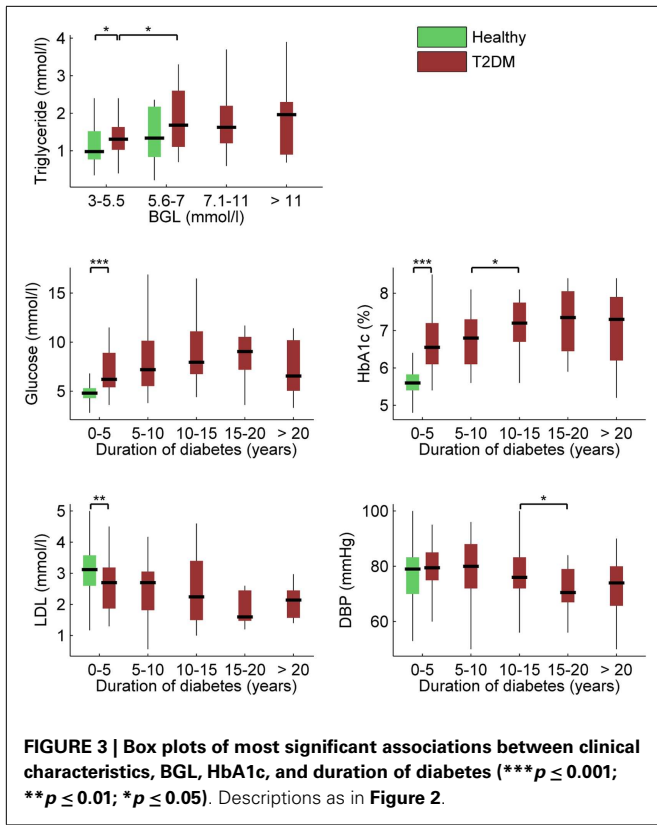 Healthy
T2DM
* *
Triglyceride (mmol/l)
4
3
2
1
3-5.5 5.6-7 7.1-11 > 11
BGL (mmol/l)
***
Glucose (mmol/l)
15
10
5
0-5 5-10 10-15 15-20 > 20
Duration of diabetes (years)
*** *
HbA1c (%)
8
7
6
5
0-5 5-10 10-15 15-20 > 20
Duration of diabetes (years)
**
LDL (mmol/l)
5
4
3
2
1
0-5 5-10 10-15 15-20 > 20
Duration of diabetes (years)
*
DBP (mmHg)
100
80
60
0-5 5-10 10-15 15-20 > 20
Duration of diabetes (years)
FIGURE 3 | Box plots of most significant associations between clinical
characteristics, BGL, HbA1c, and duration of diabetes (***p ≤ 0.001;
**p ≤ 0.01; *p ≤ 0.05). Descriptions as in Figure 2.